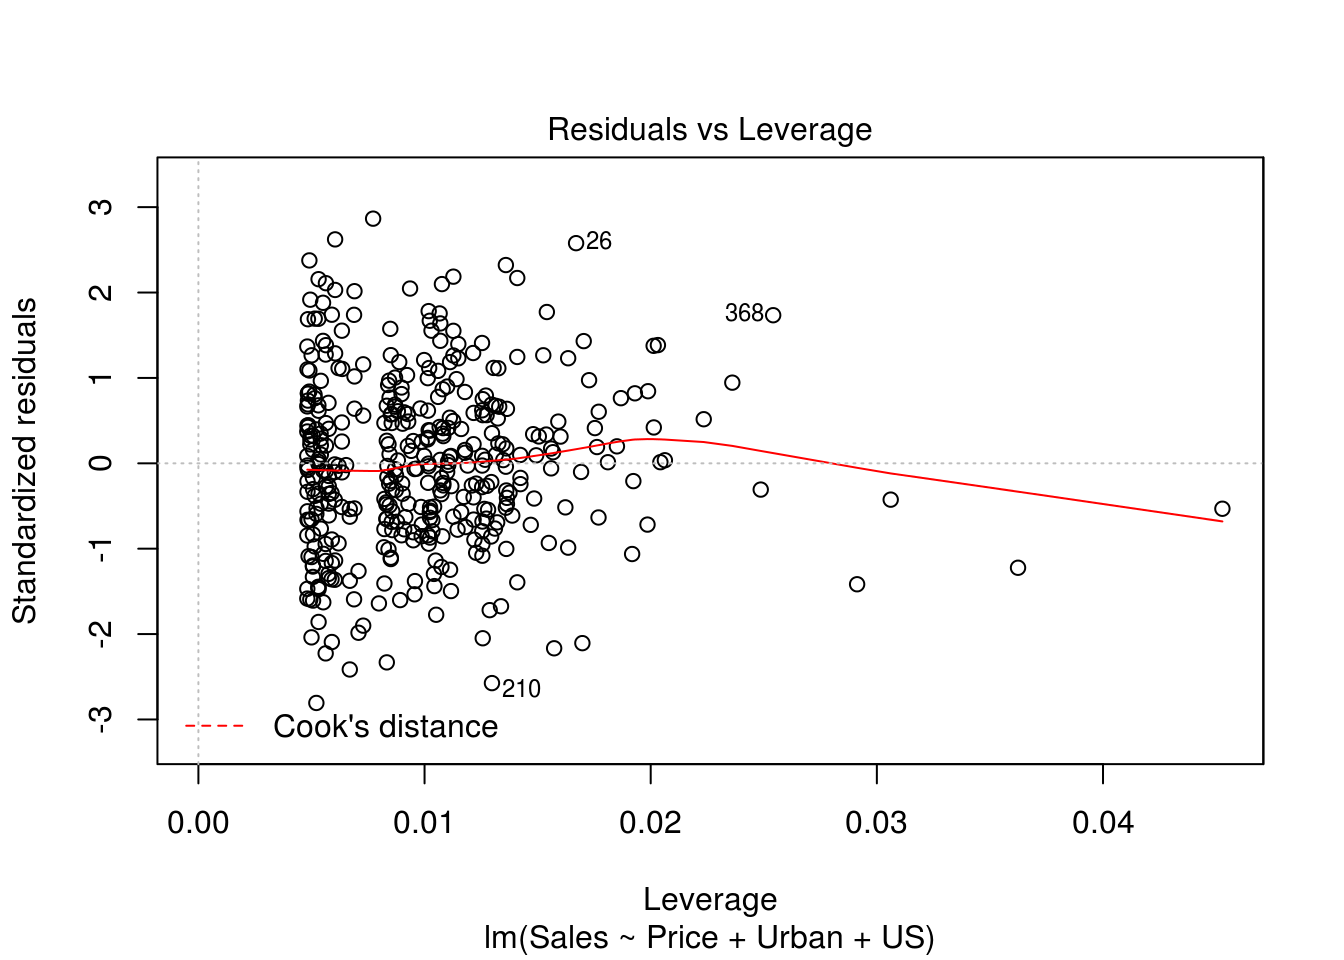 Residuals vs Leverage
Standardized residuals
3
2
1
0
-1
-2
-3
26
368
210
Cook's distance
0.00 0.01 0.02 0.03 0.04
Leverage
lm(Sales ~ Price + Urban + US)